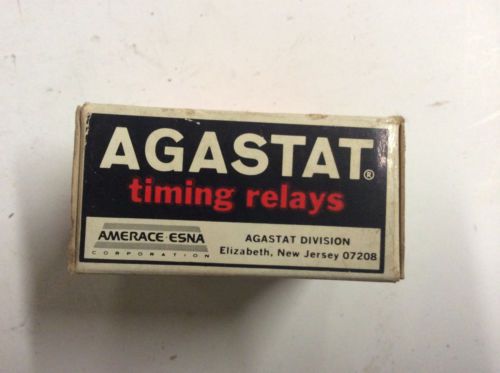 AGASTAT®
timing relays
AMERACE·ESNA
CORPORATION
AGASTAT DIVISION
Elizabeth, New Jersey 07208